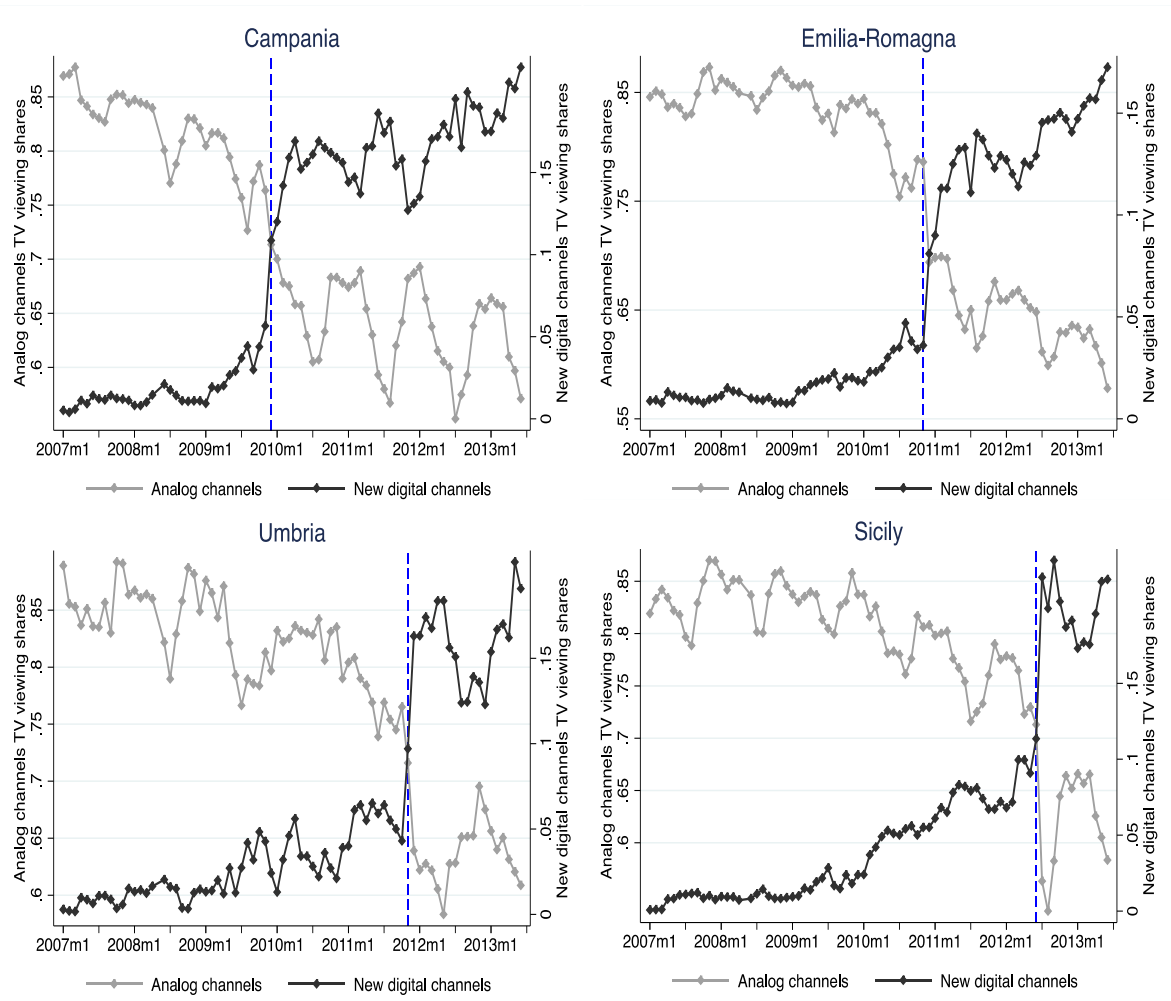 Campania
Analog channels TV viewing shares
.85
.8
.75
.7
.65
.6
New digital channels TV viewing shares
.15
.1
.05
0
2007m1 2008m1 2009m1 2010m1 2011m1 2012m1 2013m1
Analog channels New digital channels
Emilia-Romagna
Analog channels TV viewing shares
.85
.75
.65
.55
New digital channels TV viewing shares
.15
.1
.05
0
2007m1 2008m1 2009m1 2010m1 2011m1 2012m1 2013m1
Analog channels New digital channels
Umbria
Analog channels TV viewing shares
.85
.8
.75
.7
.65
.6
New digital channels TV viewing shares
.15
.1
.05
0
2007m1 2008m1 2009m1 2010m1 2011m1 2012m1 2013m1
Analog channels New digital channels
Sicily
Analog channels TV viewing shares
.85
.8
.75
.7
.65
.6
New digital channels TV viewing shares
.15
.1
.05
0
2007m1 2008m1 2009m1 2010m1 2011m1 2012m1 2013m1
Analog channels New digital channels